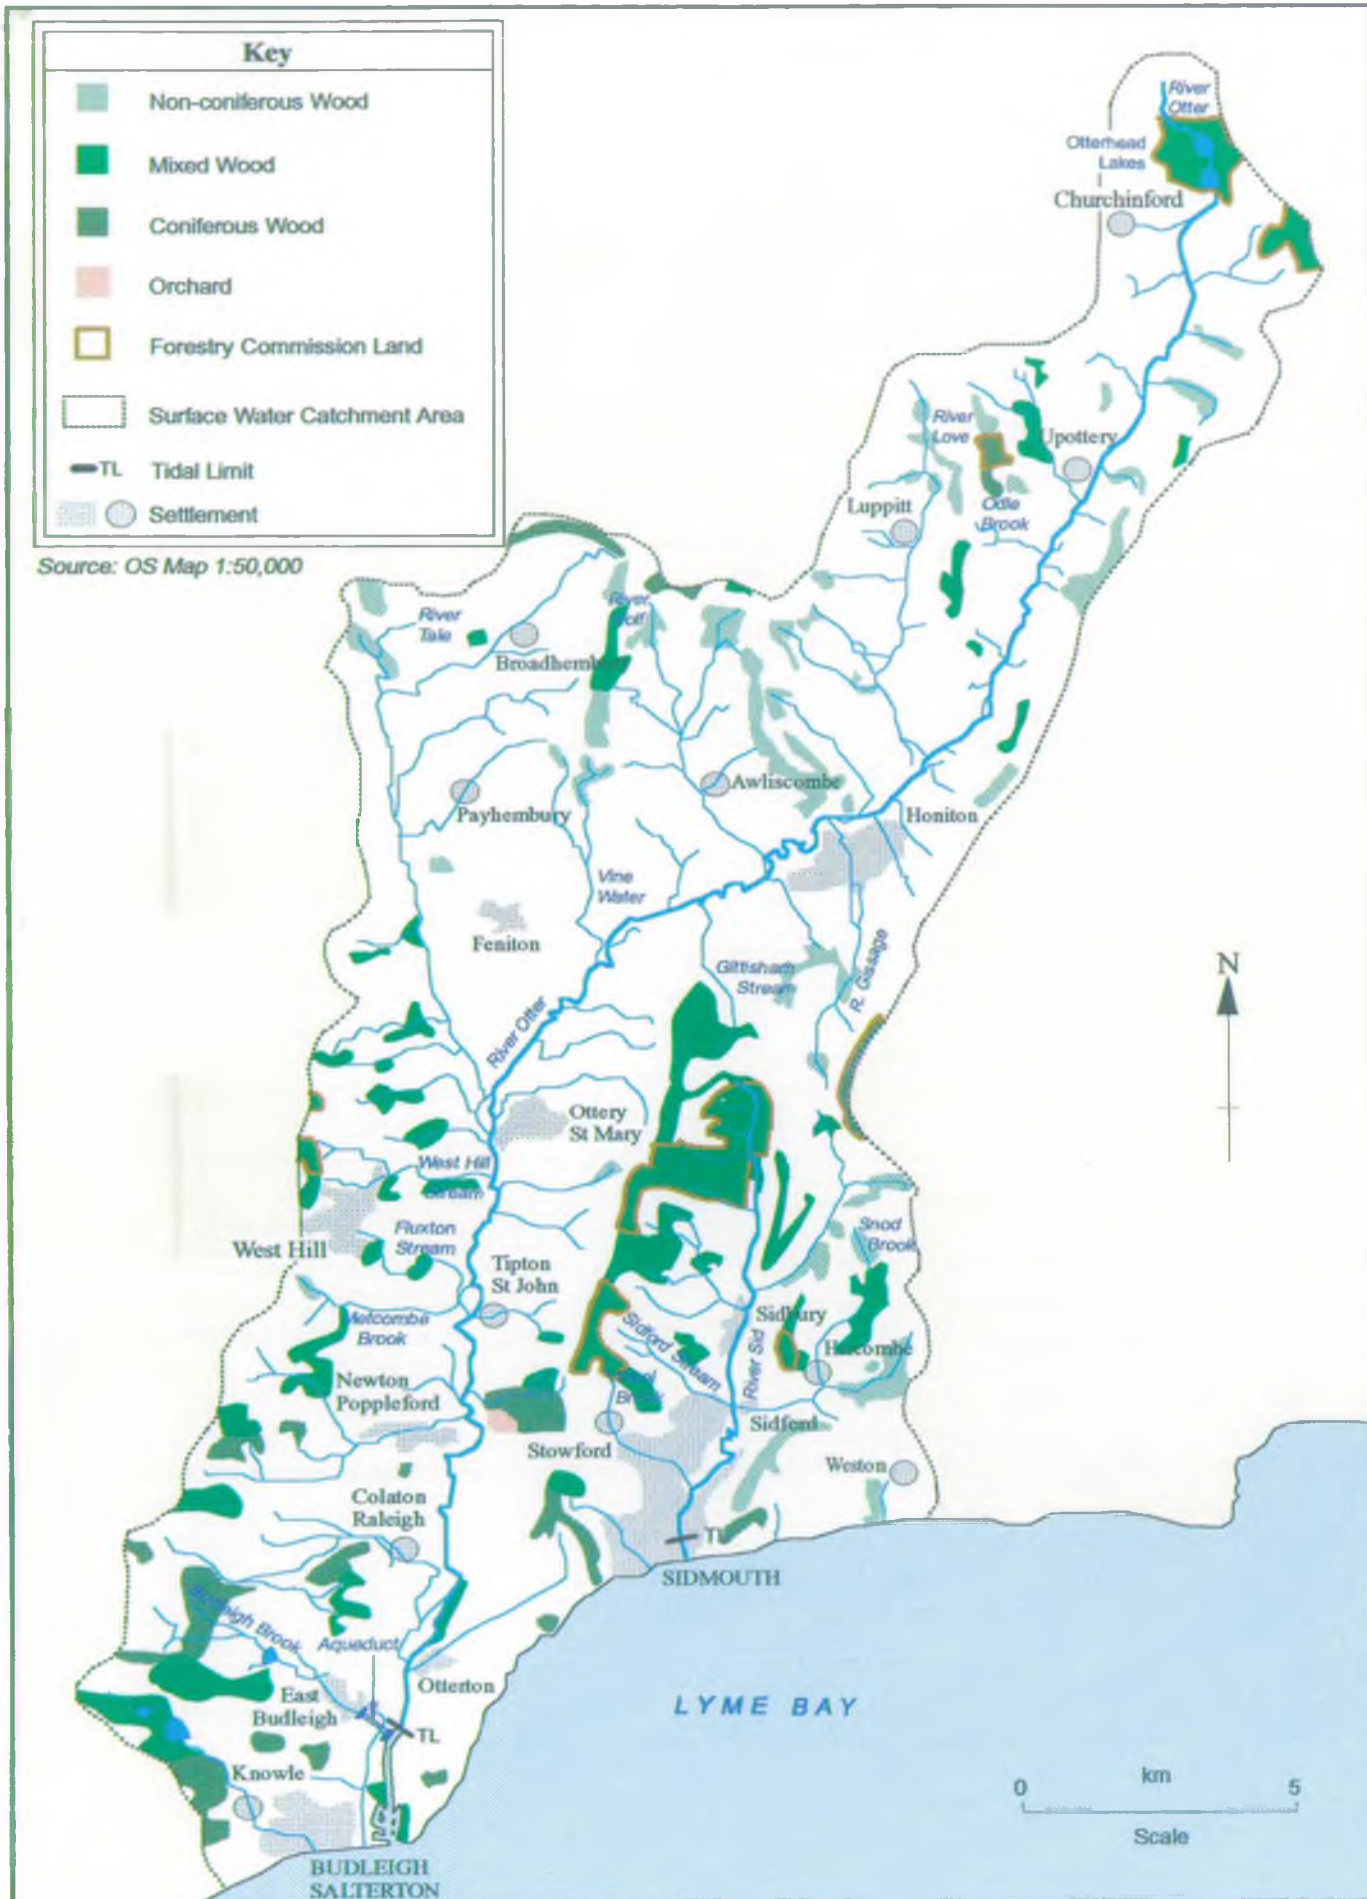 Key
Non-coniferous Wood
Mixed Wood
Coniferous Wood
Orchard
Forestry Commission Land
Surface Water Catchment Area
TL Tidal Limit
Settlement
Source: OS Map 1:50,000
River
Otter
Otterhead
Lakes
Churchinford
River
Love
Upottery
Luppitt
Odle
Brook
River
Tale
River
Broadhembury
Awliscombe
Payhembury
Honiton
Vine
Water
Feniton
Gittisham
Stream
R. Gissage
N
River Otter
Ottery
St Mary
West Hill
Stream
Fluxton
Stream
West Hill
Snod
Brook
Tipton
St John
Metcombe
Brook
Sidbury
Sidford Stream
River Sid
Newton
Poppleford
Sidford
Stowford
Weston
Colaton
Raleigh
TL
SIDMOUTH
Budleigh Brook
Aqueduct
Otterton
East
Budleigh
TL
LYME BAY
Knowle
0 km 5
Scale
BUDLEIGH
SALTERTON